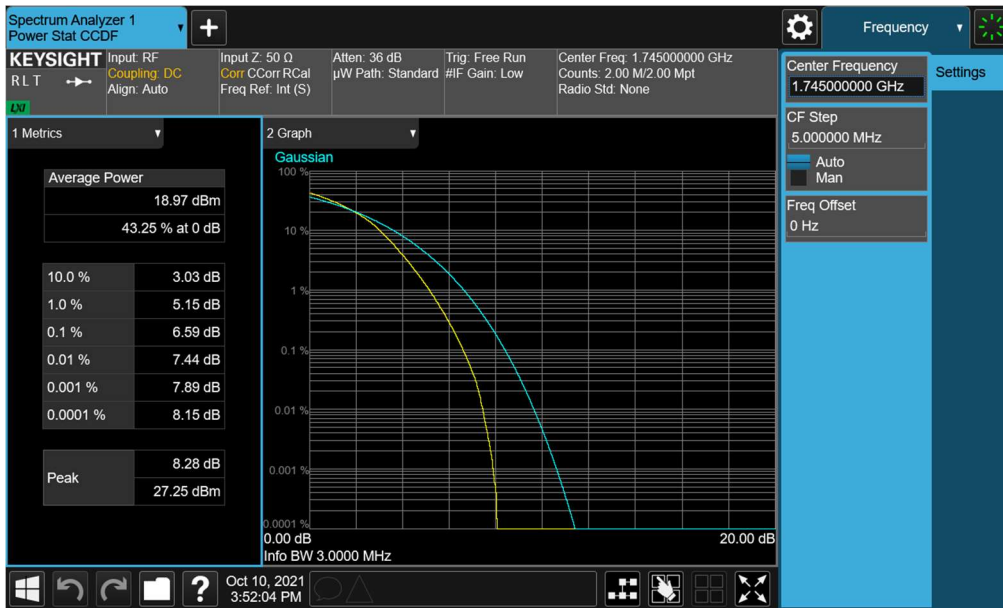 Spectrum Analyzer 1
Power Stat CCDF
Frequency
KEYSIGHT
RLT
LXI
Input: RF
Coupling: DC
Align: Auto
Input Z: 50 Ω
Corr CCorr RCal
Freq Ref: Int (S)
Atten: 36 dB
µW Path: Standard
Trig: Free Run
#IF Gain: Low
Center Freq: 1.745000000 GHz
Counts: 2.00 M/2.00 Mpt
Radio Std: None
Center Frequency
1.745000000 GHz
Settings
CF Step
5.000000 MHz
Auto
Man
Freq Offset
0 Hz
1 Metrics
Average Power
18.97 dBm
43.25 % at 0 dB
10.0 % 3.03 dB
1.0 % 5.15 dB
0.1 % 6.59 dB
0.01 % 7.44 dB
0.001 % 7.89 dB
0.0001 % 8.15 dB
Peak
8.28 dB
27.25 dBm
2 Graph
Gaussian
100 %
10 %
1 %
0.1 %
0.01 %
0.001 %
0.0001 %
0.00 dB
20.00 dB
Info BW 3.0000 MHz
?
Oct 10, 2021
3:52:04 PM